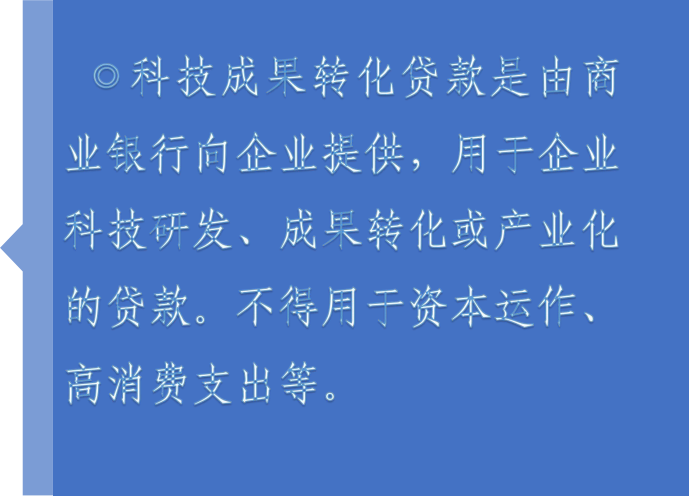 ◎科技成果转化贷款是由商
业银行向企业提供，用于企业
科技研发、成果转化或产业化
的贷款。不得用于资本运作、
高消费支出等。